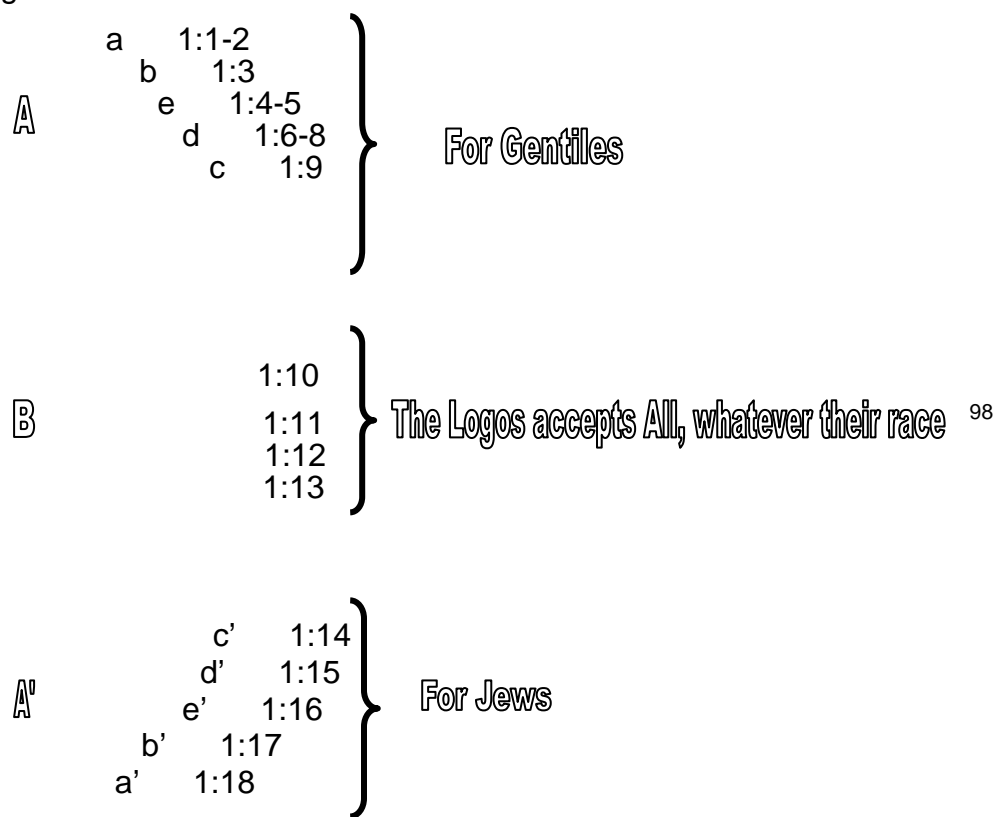 a 1:1-2
b 1:3
e 1:4-5
A
d 1:6-8
For Gentiles
c 1:9
1:10
B
1:11
The Logos accepts All, whatever their race 98
1:12
1:13
c’ 1:14
d’ 1:15
A'
e’ 1:16
For Jews
b’ 1:17
a’ 1:18